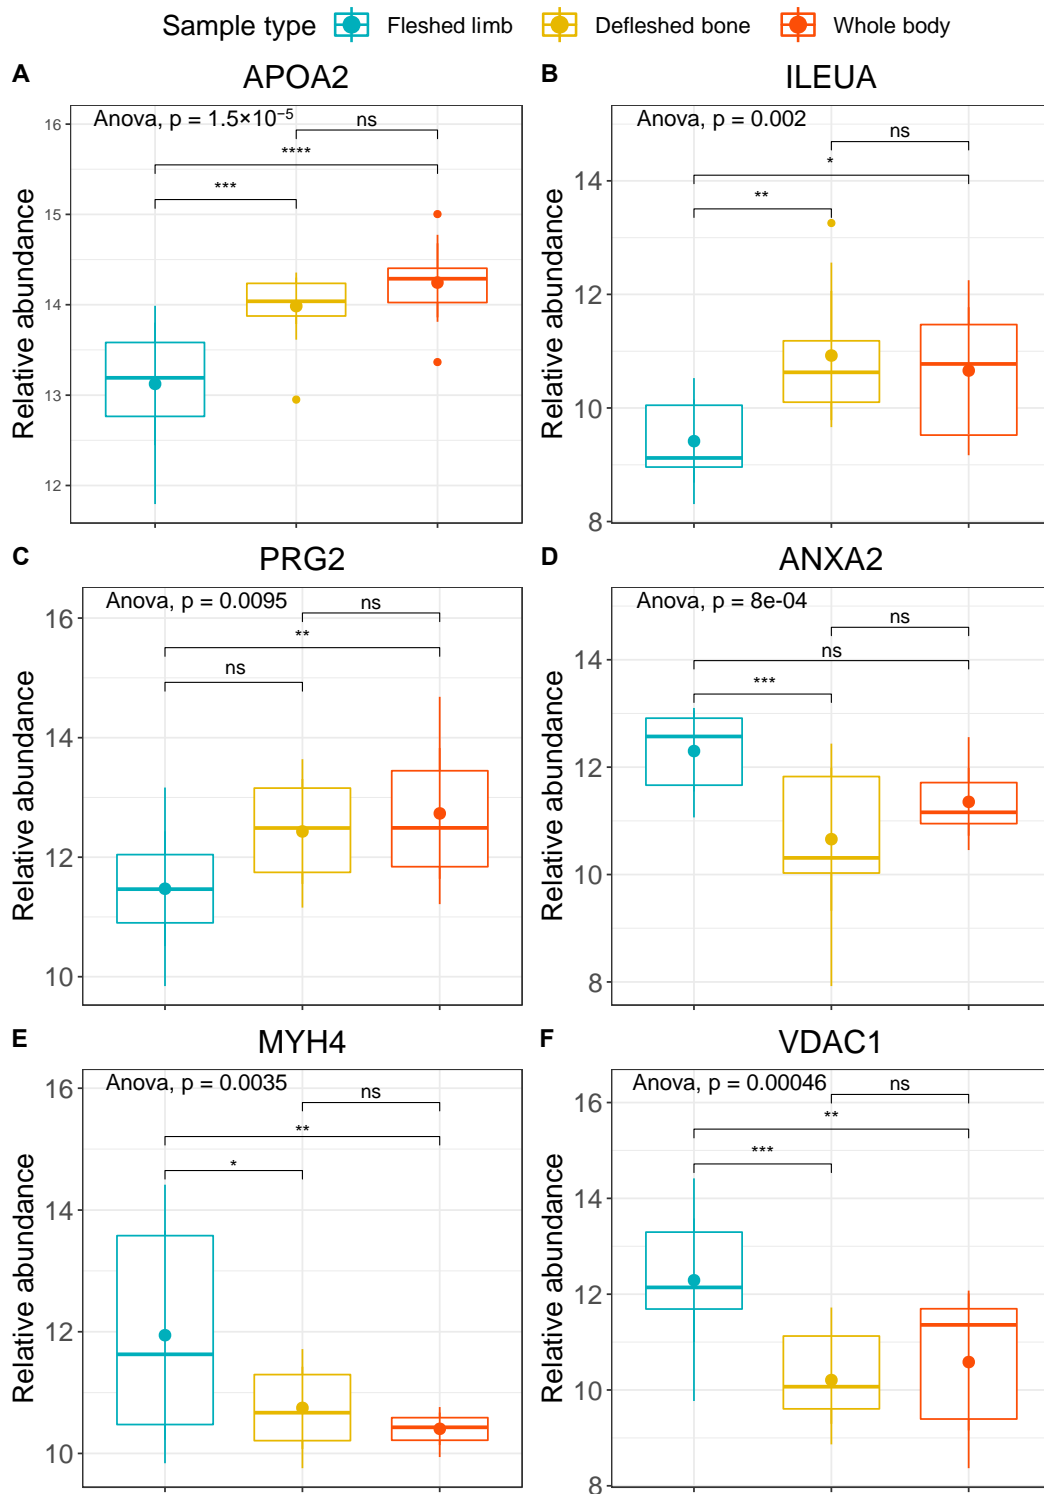 Sample type Fleshed limb Defleshed bone Whole body
A APOA2
Anova, p = 1.5×10⁻⁵
ns
****
***
Relative abundance
16
15
14
13
12
B ILEUA
Anova, p = 0.002
ns
*
**
Relative abundance
14
12
10
8
C PRG2
Anova, p = 0.0095
ns
**
ns
Relative abundance
16
14
12
10
D ANXA2
Anova, p = 8e-04
ns
ns
***
Relative abundance
14
12
10
8
E MYH4
Anova, p = 0.0035
ns
**
*
Relative abundance
16
14
12
10
F VDAC1
Anova, p = 0.00046
ns
**
***
Relative abundance
16
14
12
10
8